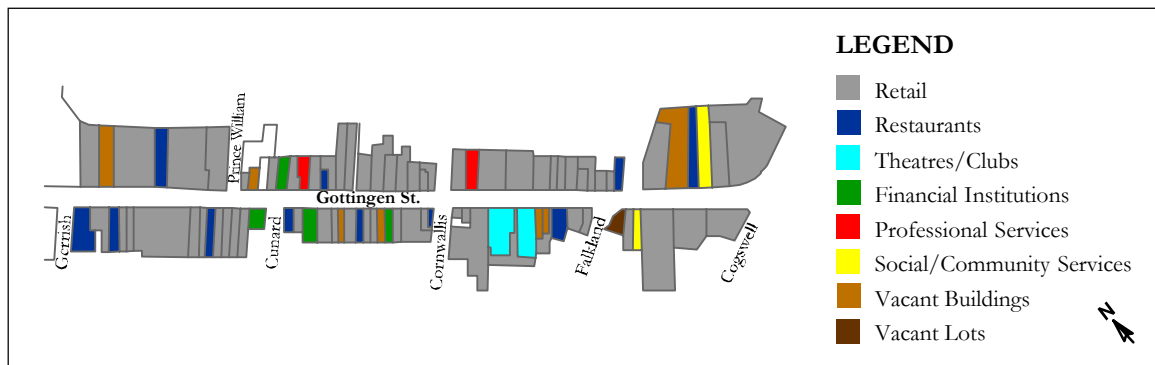 LEGEND
Retail
Restaurants
Theatres/Clubs
Financial Institutions
Professional Services
Social/Community Services
Vacant Buildings
Vacant Lots
Prince William
Gottingen St.
Gerrish
Cunard
Cornwallis
Falkland
Cogswell
N